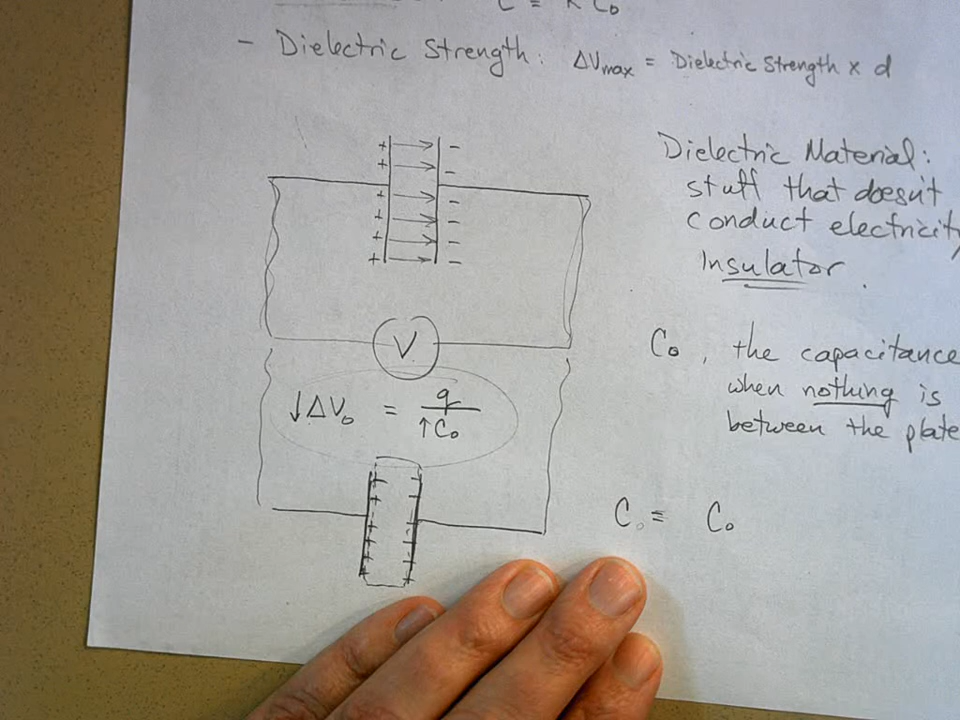 C = K C₀
- Dielectric Strength: ΔVmax = Dielectric Strength x d
+ → -
+ → -
+ → -
+ → -
+ → -
+ → -
Dielectric Material:
stuff that doesn't
conduct electricity
Insulator.
V
↓ΔV₀ = q / ↑C₀
C₀, the capacitance
when nothing is
between the plate
C. = C₀